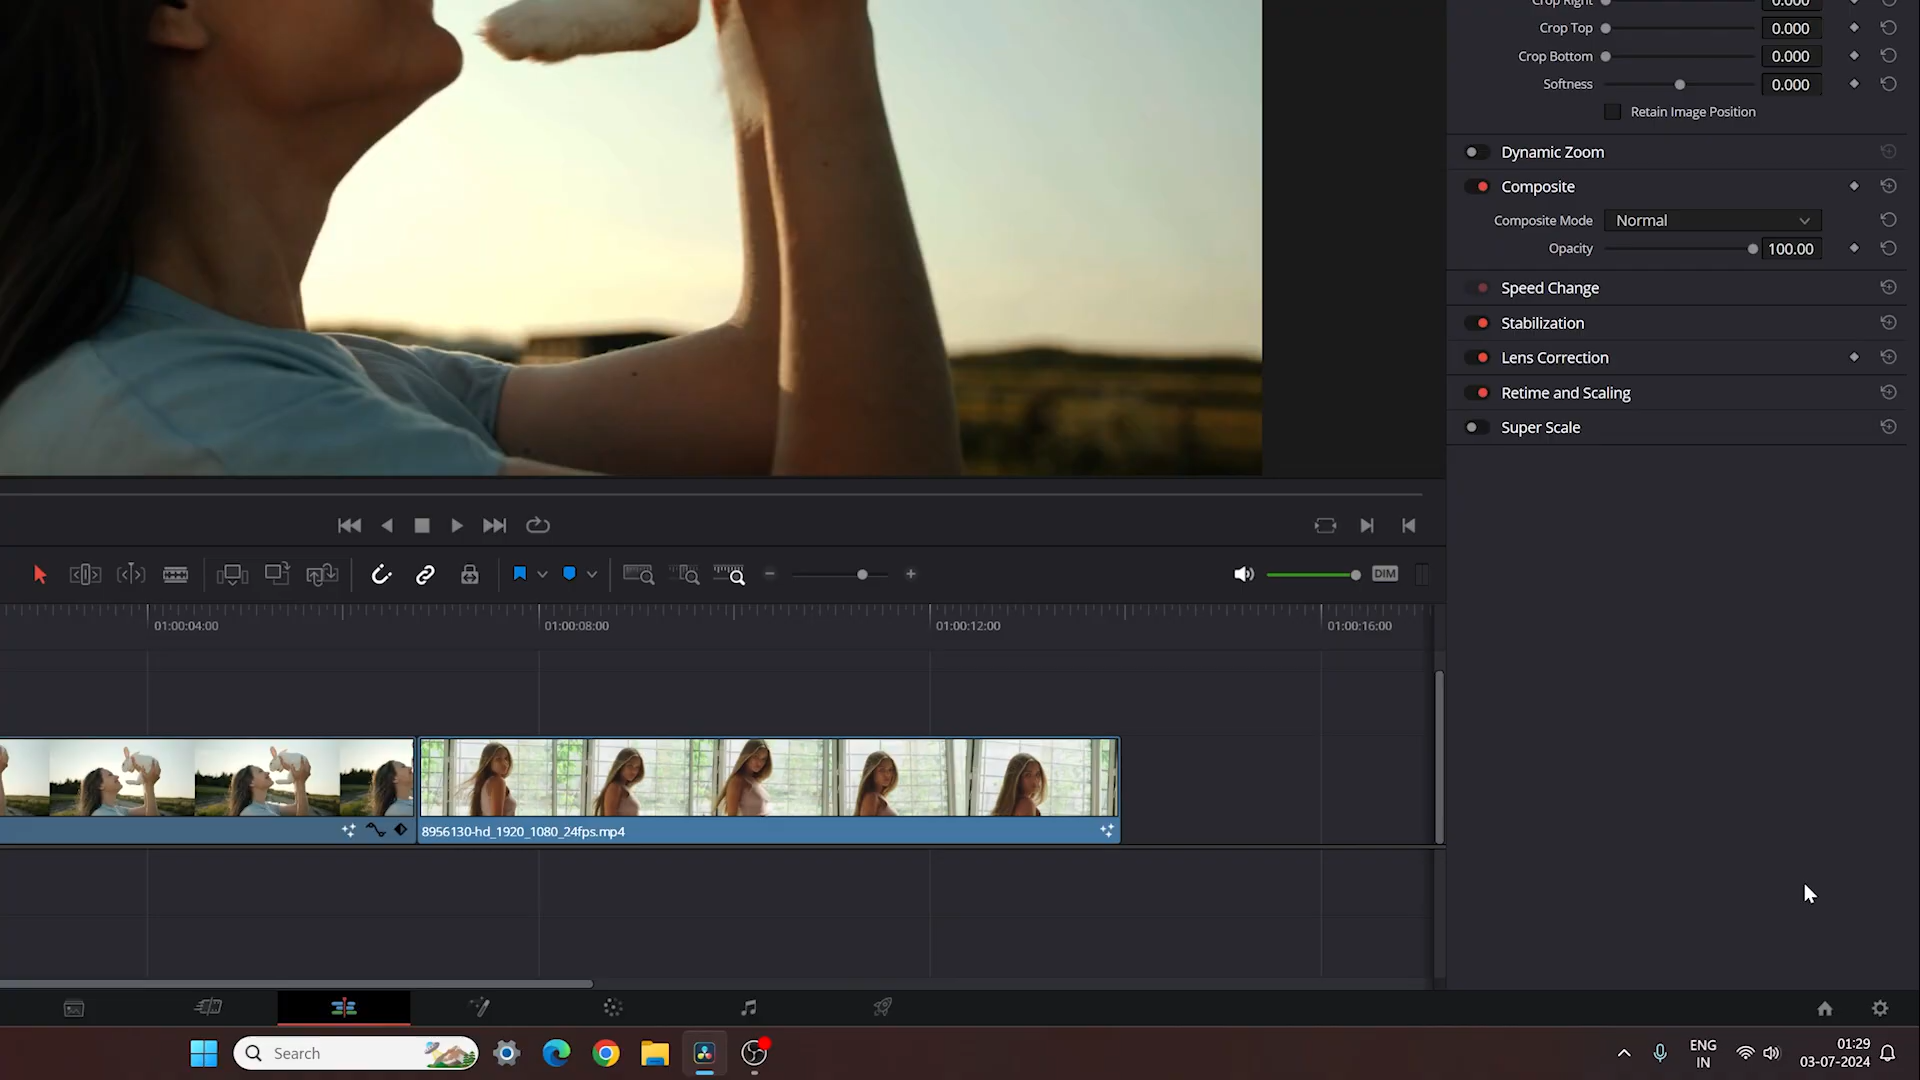 Crop Right 0.000
Crop Top 0.000
Crop Bottom 0.000
Softness 0.000
Retain Image Position
Dynamic Zoom
Composite
Composite Mode Normal
Opacity 100.00
Speed Change
Stabilization
Lens Correction
Retime and Scaling
Super Scale
DIM
01:00:04:00 01:00:08:00 01:00:12:00 01:00:16:00
8956130-hd_1920_1080_24fps.mp4
Search
ENG
IN
01:29
03-07-2024